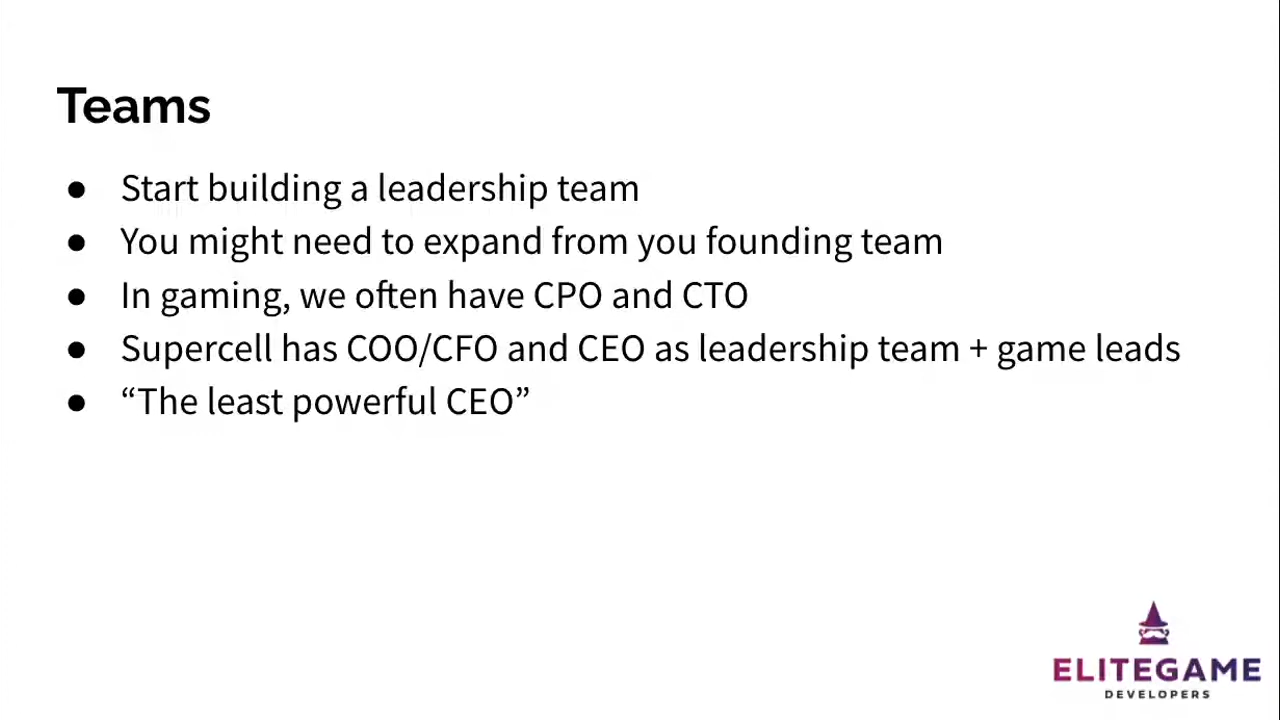 Teams
● Start building a leadership team
● You might need to expand from you founding team
● In gaming, we often have CPO and CTO
● Supercell has COO/CFO and CEO as leadership team + game leads
● “The least powerful CEO”
ELITEGAME
DEVELOPERS